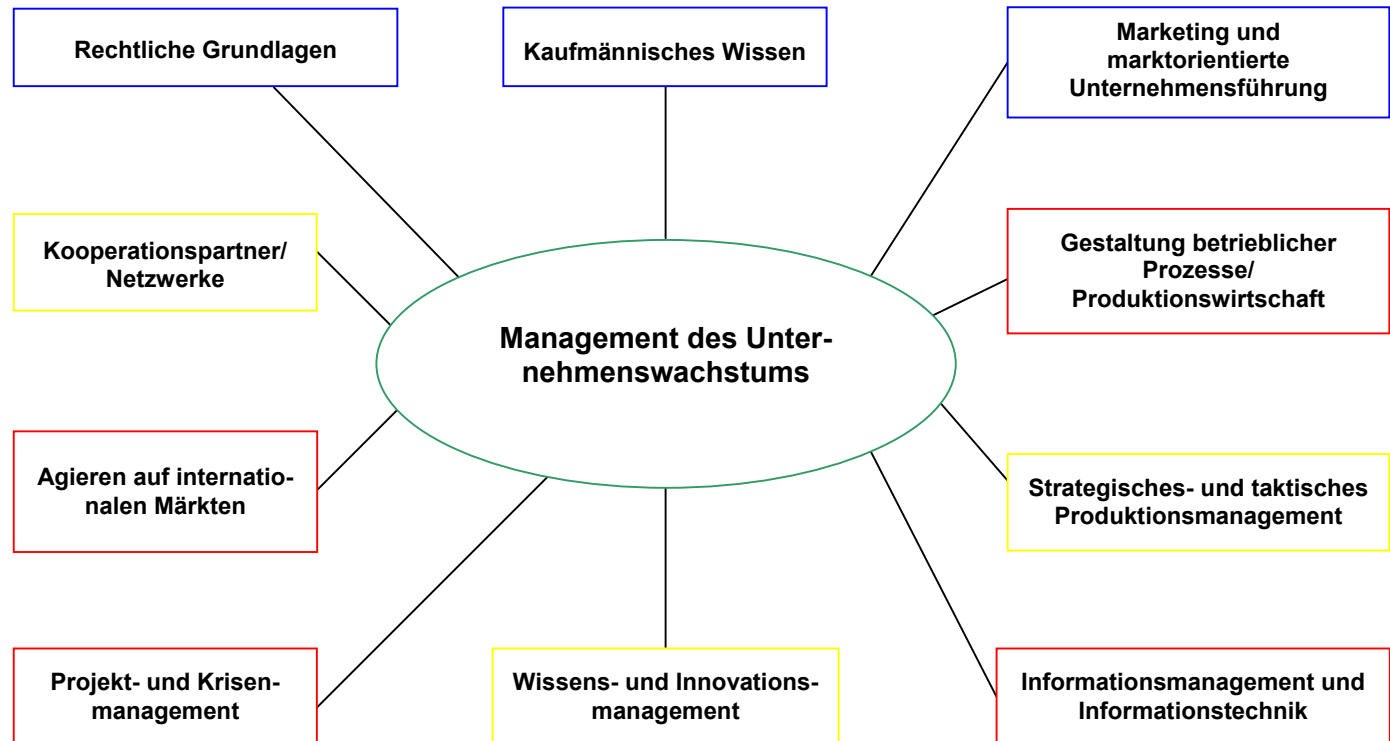 Rechtliche Grundlagen
Kaufmännisches Wissen
Marketing und
marktorientierte
Unternehmensführung
Kooperationspartner/
Netzwerke
Gestaltung betrieblicher
Prozesse/
Produktionswirtschaft
Management des Unter-
nehmenswachstums
Agieren auf internatio-
nalen Märkten
Strategisches- und taktisches
Produktionsmanagement
Projekt- und Krisen-
management
Wissens- und Innovations-
management
Informationsmanagement und
Informationstechnik